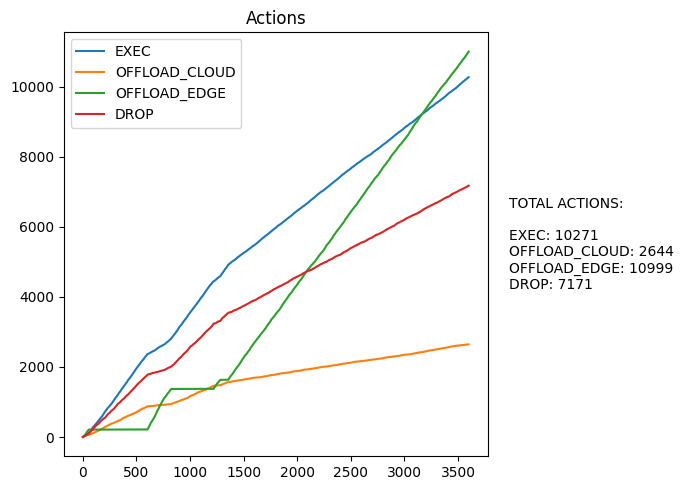 Actions
EXEC
OFFLOAD_CLOUD
OFFLOAD_EDGE
DROP
10000
8000
6000
4000
2000
0
0 500 1000 1500 2000 2500 3000 3500
TOTAL ACTIONS:
EXEC: 10271
OFFLOAD_CLOUD: 2644
OFFLOAD_EDGE: 10999
DROP: 7171